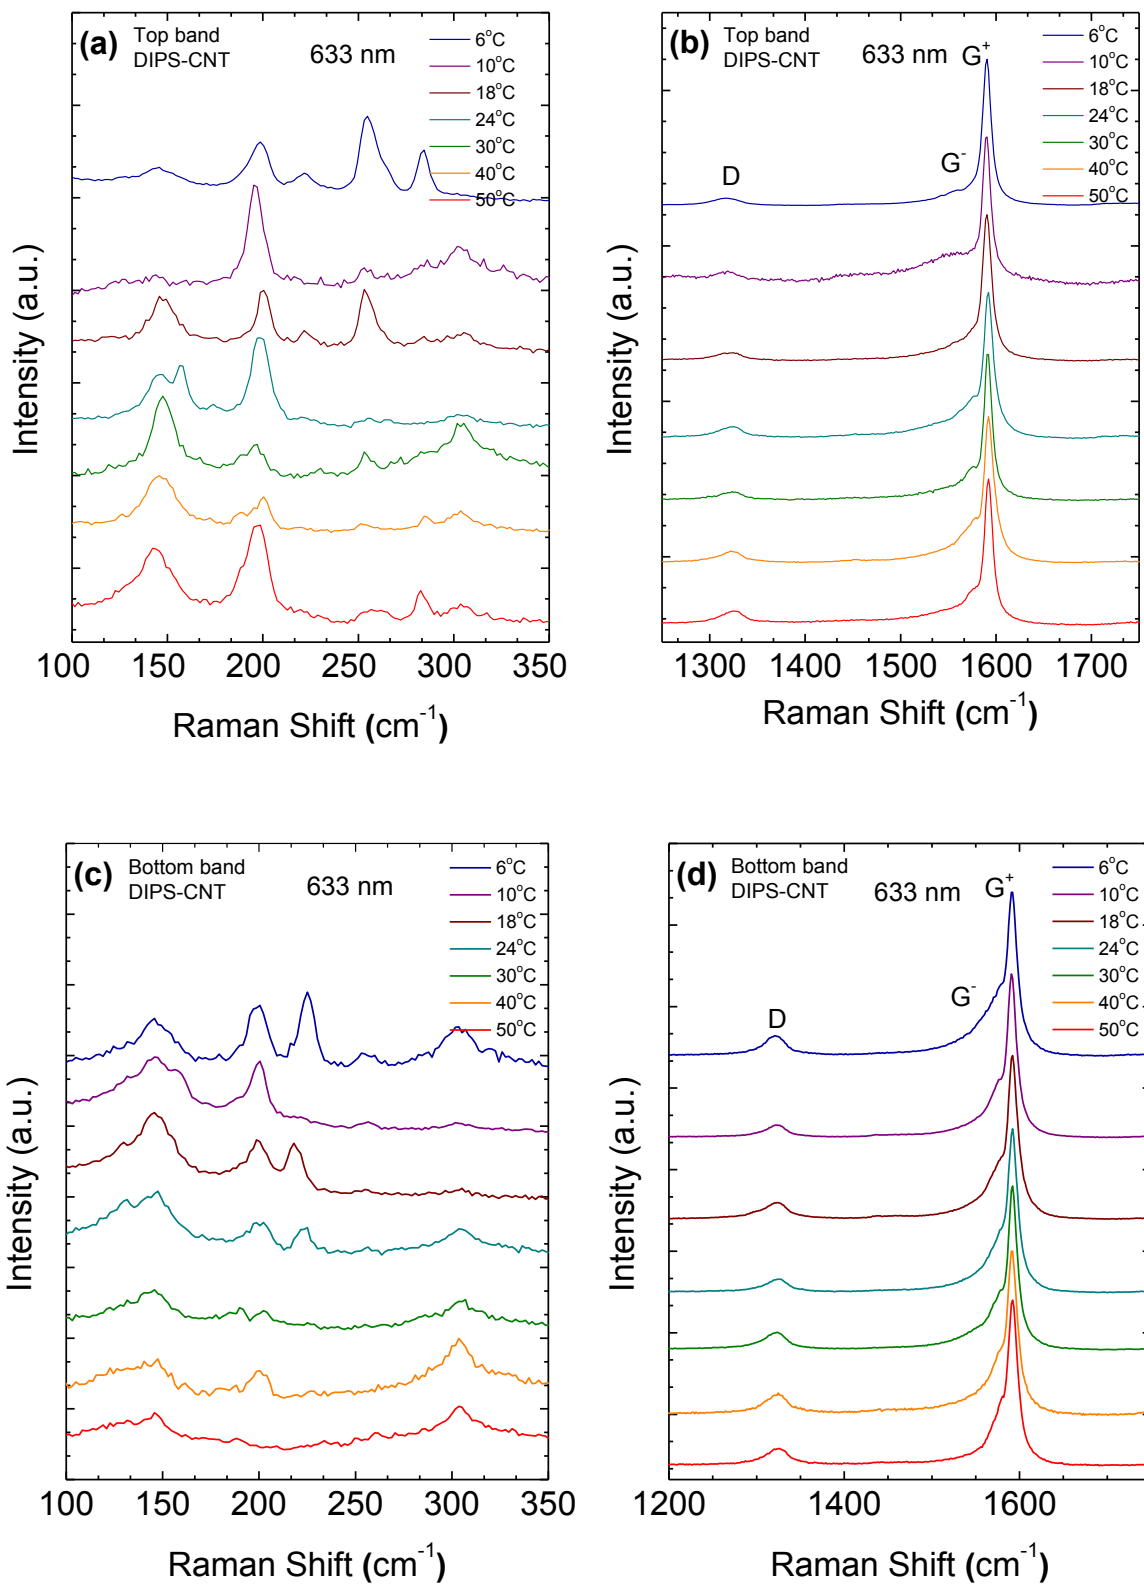 (a) Top band
DIPS-CNT
633 nm
6°C
10°C
18°C
24°C
30°C
40°C
50°C
Intensity (a.u.)
100 150 200 250 300 350
Raman Shift (cm⁻¹)
(b) Top band
DIPS-CNT
633 nm
G⁺
6°C
10°C
18°C
24°C
30°C
40°C
50°C
G⁻
D
Intensity (a.u.)
1300 1400 1500 1600 1700
Raman Shift (cm⁻¹)
(c) Bottom band
DIPS-CNT
633 nm
6°C
10°C
18°C
24°C
30°C
40°C
50°C
Intensity (a.u.)
100 150 200 250 300 350
Raman Shift (cm⁻¹)
(d) Bottom band
DIPS-CNT
633 nm
G⁺
6°C
10°C
18°C
24°C
30°C
40°C
50°C
G⁻
D
Intensity (a.u.)
1200 1400 1600
Raman Shift (cm⁻¹)